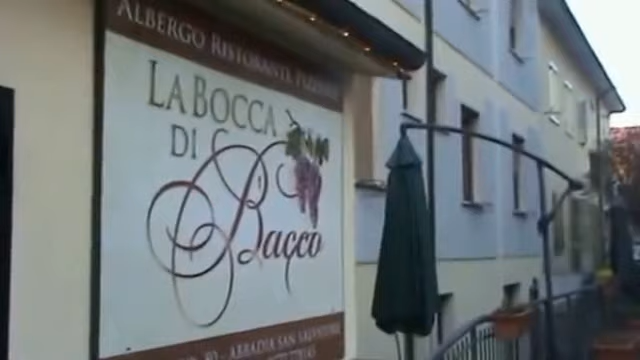 ALBERGO RISTORANTE
LA BOCCA
DI
Bacco
ABBADIA SAN SALVATORE